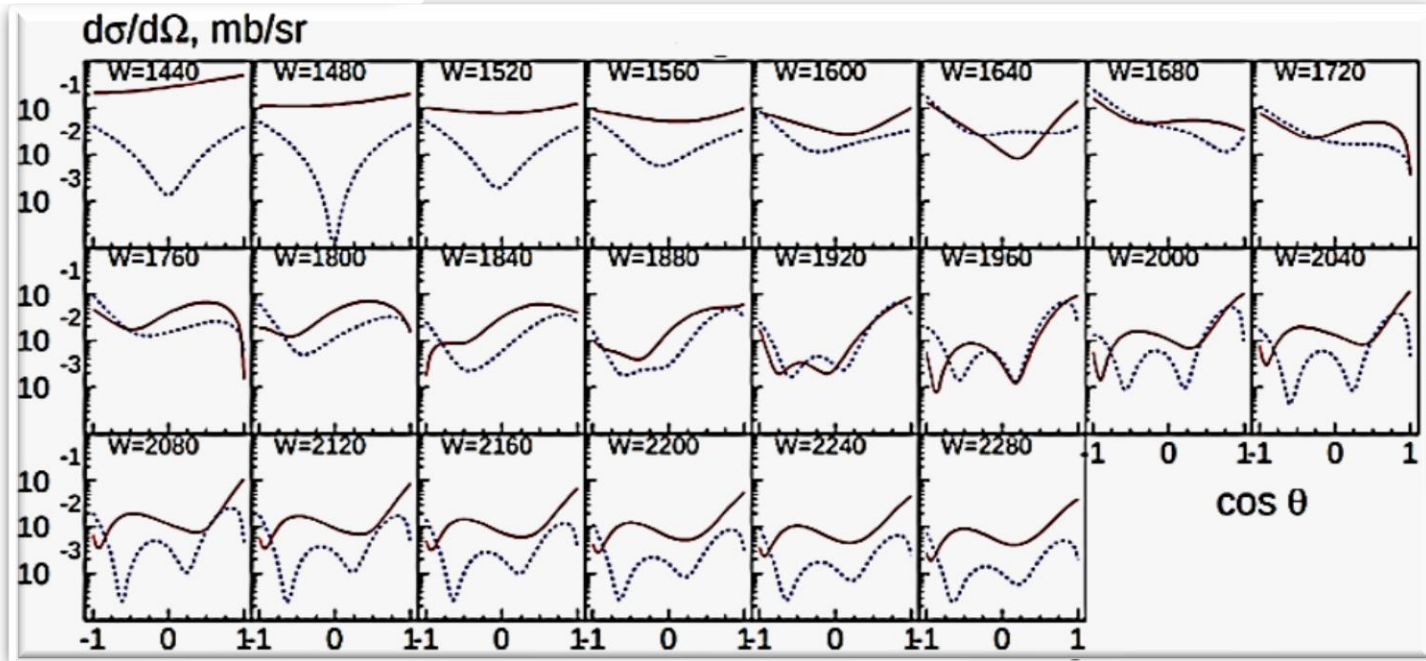 dσ/dΩ, mb/sr
W=1440 W=1480 W=1520 W=1560 W=1600 W=1640 W=1680 W=1720
10 -1
10 -2
10 -3
W=1760 W=1800 W=1840 W=1880 W=1920 W=1960 W=2000 W=2040
10 -1
10 -2
10 -3
W=2080 W=2120 W=2160 W=2200 W=2240 W=2280
-1 0 1 -1 0 1
10 -1
cos θ
10 -2
10 -3
-1 0 1 -1 0 1 -1 0 1 -1 0 1 -1 0 1 -1 0 1